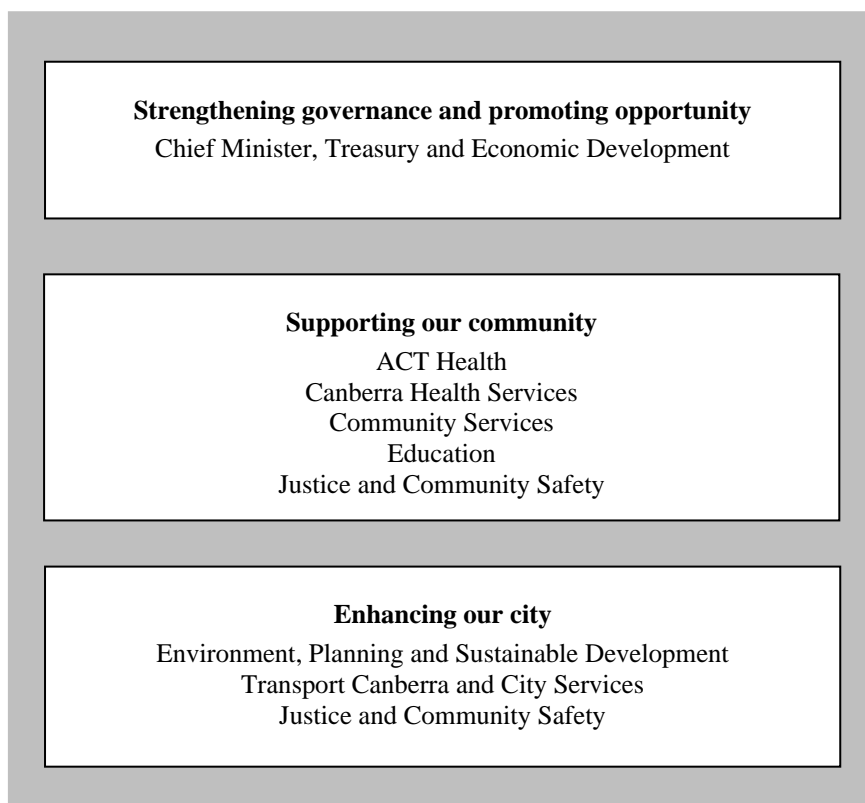 Strengthening governance and promoting opportunity
Chief Minister, Treasury and Economic Development
Supporting our community
ACT Health
Canberra Health Services
Community Services
Education
Justice and Community Safety
Enhancing our city
Environment, Planning and Sustainable Development
Transport Canberra and City Services
Justice and Community Safety